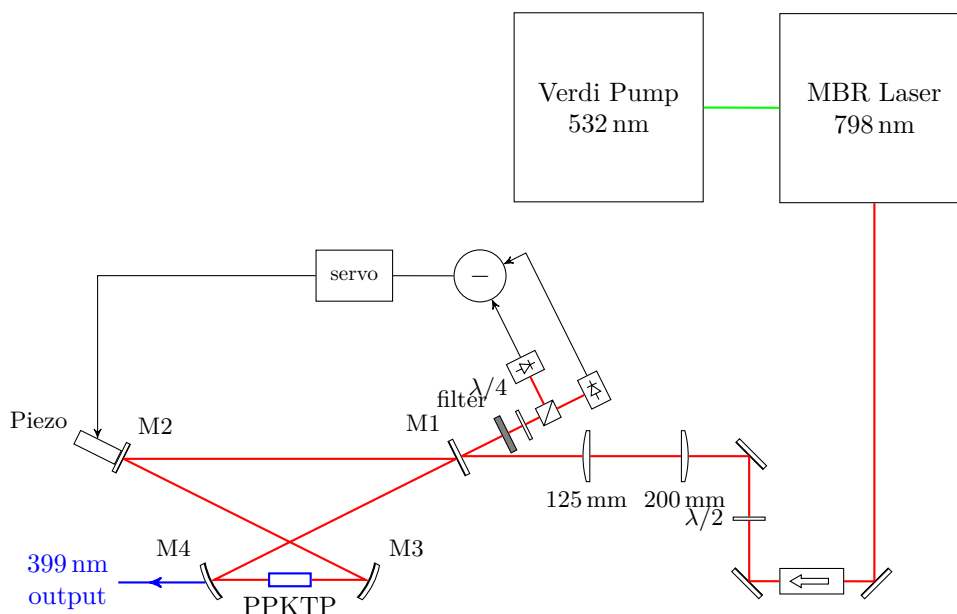 Verdi Pump
532 nm
MBR Laser
798 nm
servo
−
λ/4
filter
Piezo
M2
M1
125 mm
200 mm
λ/2
M4
M3
399 nm
output
PPKTP